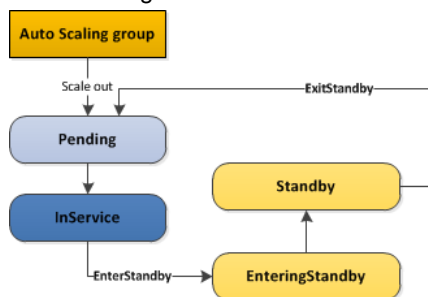 Auto Scaling group
Scale out
ExitStandby
Pending
Standby
InService
EnterStandby
EnteringStandby